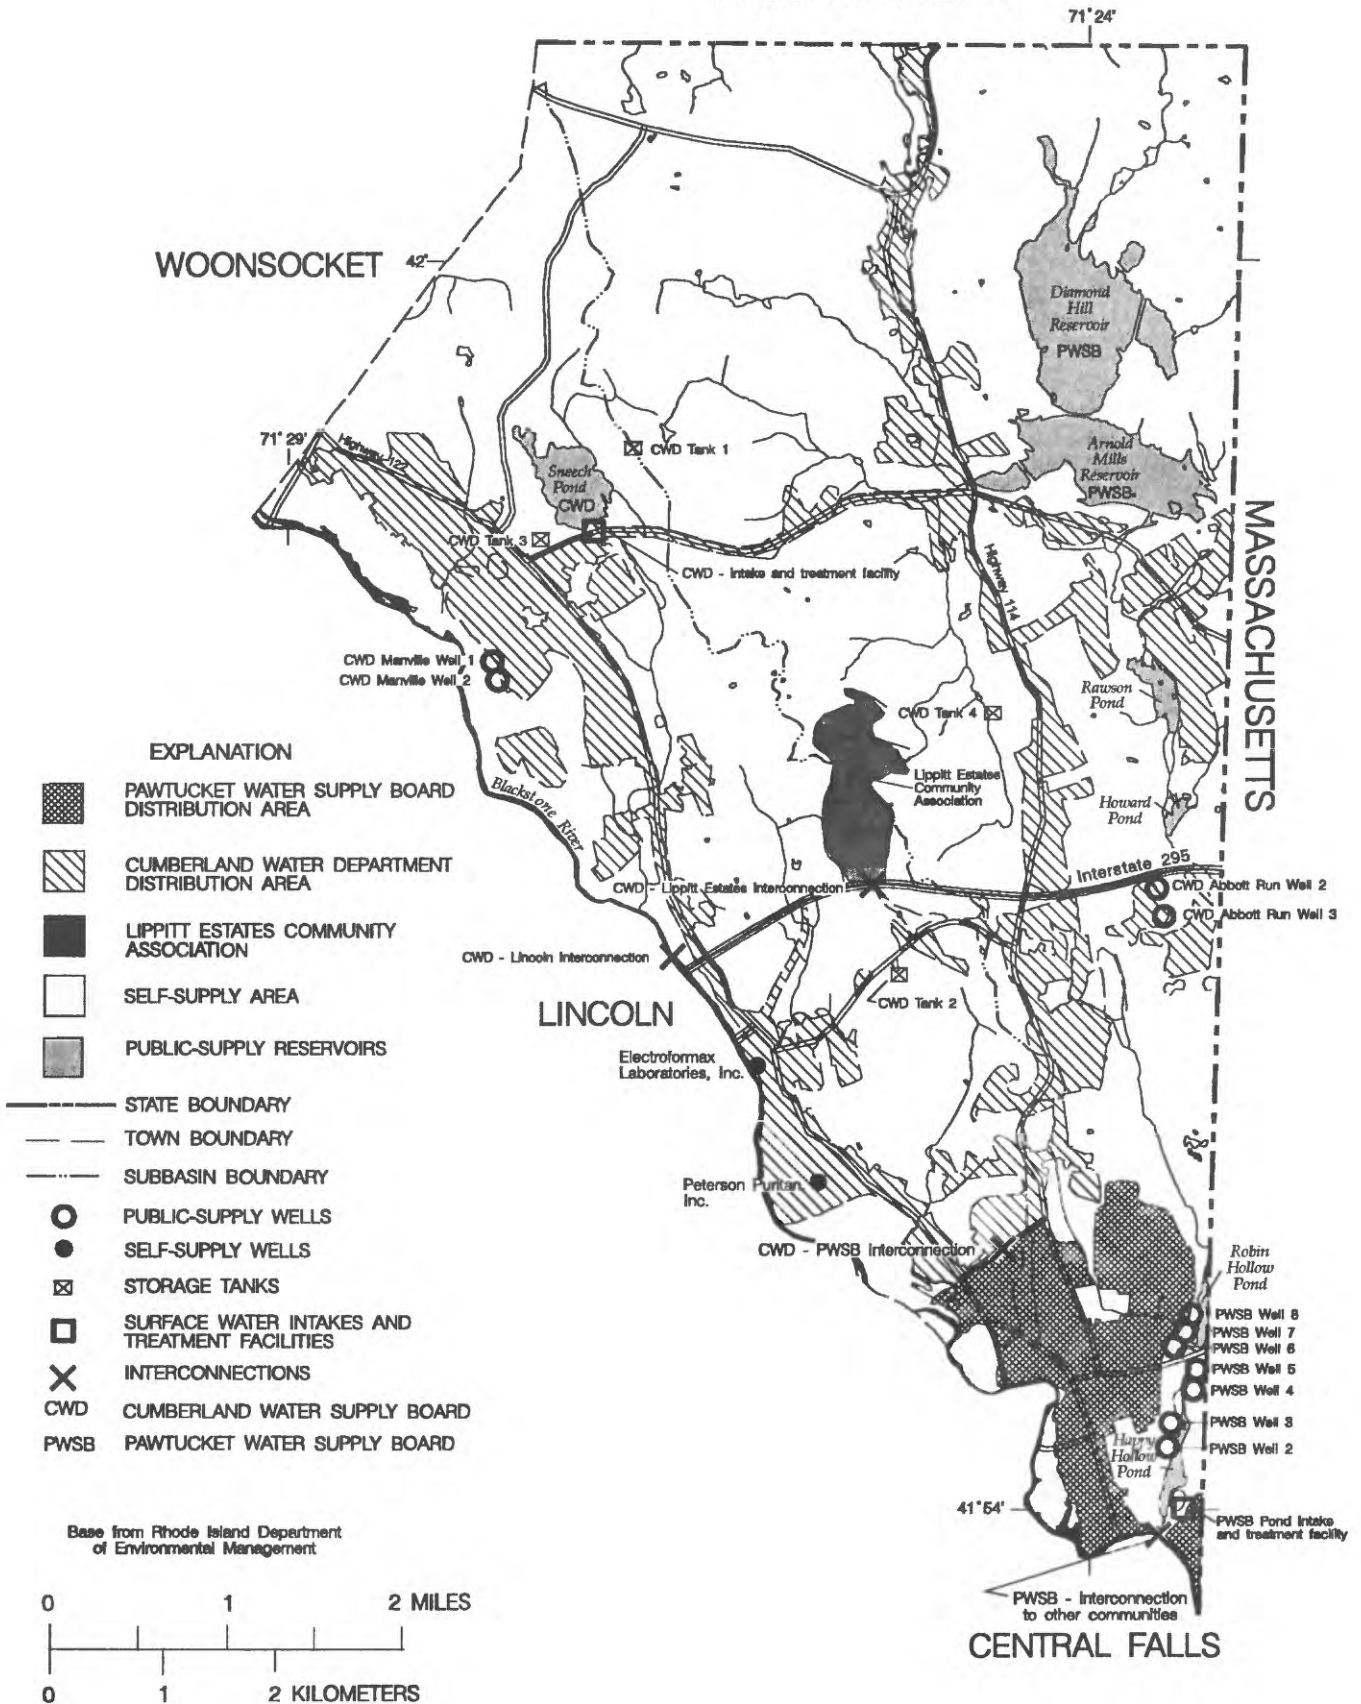 71° 24'
WOONSOCKET
42°
Diamond
Hill
Reservoir
PWSB
71° 29'
Highway 122
Sneech
Pond
CWD
CWD Tank 1
Arnold
Mills
Reservoir
PWSB
CWD Tank 3
CWD - Intake and treatment facility
Highway 114
MASSACHUSETTS
CWD Manville Well 1
CWD Manville Well 2
Rawson
Pond
CWD Tank 4
EXPLANATION
PAWTUCKET WATER SUPPLY BOARD
DISTRIBUTION AREA
CUMBERLAND WATER DEPARTMENT
DISTRIBUTION AREA
LIPPITT ESTATES COMMUNITY
ASSOCIATION
SELF-SUPPLY AREA
PUBLIC-SUPPLY RESERVOIRS
STATE BOUNDARY
TOWN BOUNDARY
SUBBASIN BOUNDARY
PUBLIC-SUPPLY WELLS
SELF-SUPPLY WELLS
STORAGE TANKS
SURFACE WATER INTAKES AND
TREATMENT FACILITIES
INTERCONNECTIONS
CWD CUMBERLAND WATER SUPPLY BOARD
PWSB PAWTUCKET WATER SUPPLY BOARD
Blackstone River
Lippitt Estates
Community
Association
Howard
Pond
Interstate 295
CWD - Lippitt Estates Interconnection
CWD Abbott Run Well 2
CWD Abbott Run Well 3
CWD - Lincoln Interconnection
LINCOLN
CWD Tank 2
Electroformax
Laboratories, Inc.
Peterson Puritan,
Inc.
CWD - PWSB Interconnection
Robin
Hollow
Pond
PWSB Well 8
PWSB Well 7
PWSB Well 6
PWSB Well 5
PWSB Well 4
PWSB Well 3
PWSB Well 2
Happy
Hollow
Pond
41° 54'
PWSB Pond Intake
and treatment facility
PWSB - Interconnection
to other communities
CENTRAL FALLS
Base from Rhode Island Department
of Environmental Management
0 1 2 MILES
0 1 2 KILOMETERS